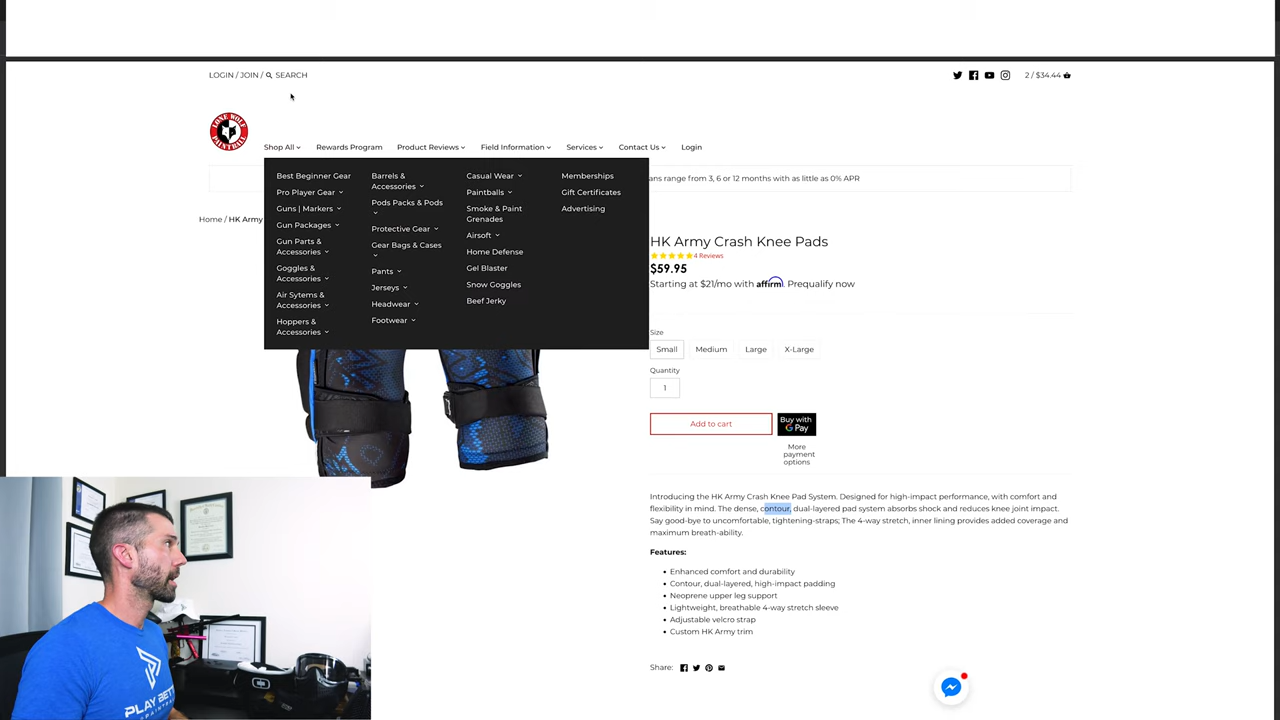 LOGIN / JOIN / SEARCH
2 / $34.44
LONE WOLF
PAINTBALL
Shop All
Rewards Program
Product Reviews
Field Information
Services
Contact Us
Login
ans range from 3, 6 or 12 months with as little as 0% APR
Best Beginner Gear
Pro Player Gear
Guns | Markers
Gun Packages
Gun Parts &
Accessories
Goggles &
Accessories
Air Sytems &
Accessories
Hoppers &
Accessories
Barrels &
Accessories
Pods Packs & Pods
Protective Gear
Gear Bags & Cases
Pants
Jerseys
Headwear
Footwear
Casual Wear
Paintballs
Smoke & Paint
Grenades
Airsoft
Home Defense
Gel Blaster
Snow Goggles
Beef Jerky
Memberships
Gift Certificates
Advertising
Home / HK Army
HK Army Crash Knee Pads
4 Reviews
$59.95
Starting at $21/mo with affirm. Prequalify now
Size
Small
Medium
Large
X-Large
Quantity
1
Add to cart
Buy with
G Pay
More
payment
options
Introducing the HK Army Crash Knee Pad System. Designed for high-impact performance, with comfort and
flexibility in mind. The dense, contour, dual-layered pad system absorbs shock and reduces knee joint impact.
Say good-bye to uncomfortable, tightening-straps; The 4-way stretch, inner lining provides added coverage and
maximum breath-ability.
Features:
Enhanced comfort and durability
Contour, dual-layered, high-impact padding
Neoprene upper leg support
Lightweight, breathable 4-way stretch sleeve
Adjustable velcro strap
Custom HK Army trim
Share:
PLAY BETT